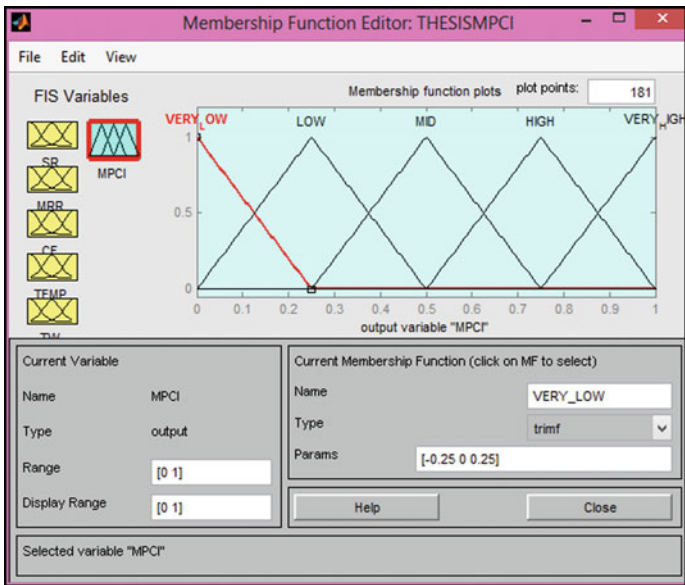 Membership Function Editor: THESISMPCI
File Edit View
FIS Variables
SR
MRR
CF
TEMP
TW
MPCI
Membership function plots plot points: 181
VERY_LOW LOW MID HIGH VERY_HIGH
1
0.5
0
0 0.1 0.2 0.3 0.4 0.5 0.6 0.7 0.8 0.9 1
output variable "MPCI"
Current Variable
Name MPCI
Type output
Range [0 1]
Display Range [0 1]
Current Membership Function (click on MF to select)
Name VERY_LOW
Type trimf
Params [-0.25 0 0.25]
Help Close
Selected variable "MPCI"